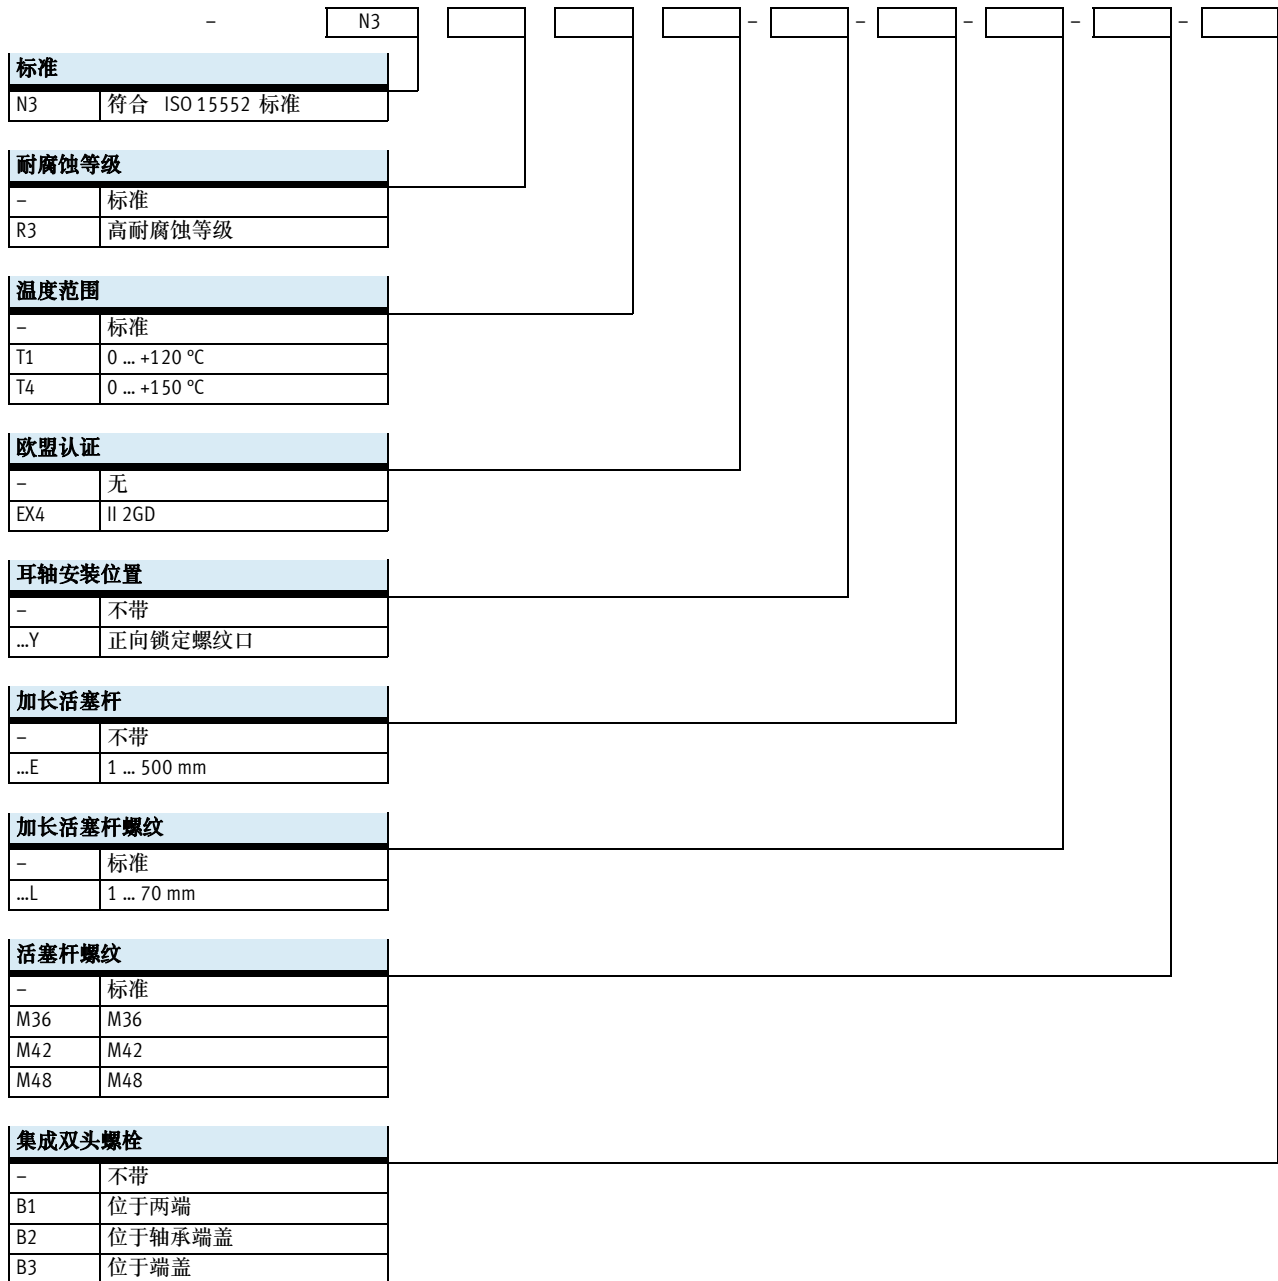 – N3 – – – – –
标准
N3 符合 ISO 15552 标准
耐腐蚀等级
– 标准
R3 高耐腐蚀等级
温度范围
– 标准
T1 0 ... +120 °C
T4 0 ... +150 °C
欧盟认证
– 无
EX4 II 2GD
耳轴安装位置
– 不带
...Y 正向锁定螺纹口
加长活塞杆
– 不带
...E 1 ... 500 mm
加长活塞杆螺纹
– 标准
...L 1 ... 70 mm
活塞杆螺纹
– 标准
M36 M36
M42 M42
M48 M48
集成双头螺栓
– 不带
B1 位于两端
B2 位于轴承端盖
B3 位于端盖